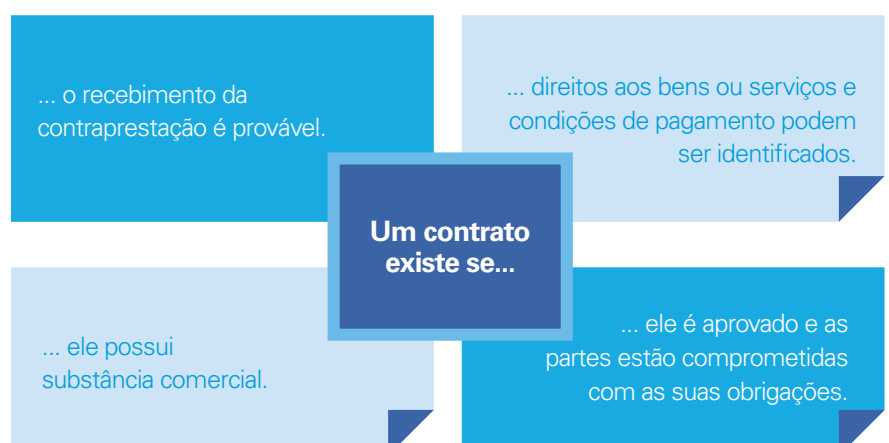 ... o recebimento da
contraprestação é provável.
... direitos aos bens ou serviços e
condições de pagamento podem
ser identificados.
Um contrato
existe se...
... ele possui
substância comercial.
... ele é aprovado e as
partes estão comprometidas
com as suas obrigações.